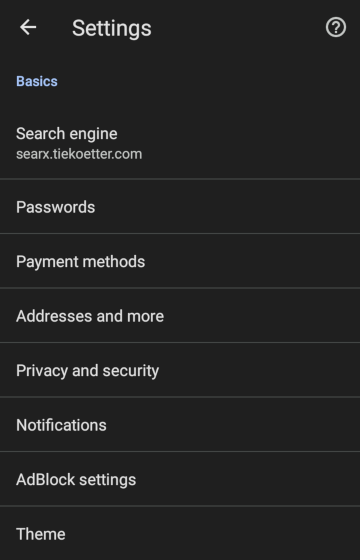 Settings
Basics
Search engine
searx.tiekoetter.com
Passwords
Payment methods
Addresses and more
Privacy and security
Notifications
AdBlock settings
Theme